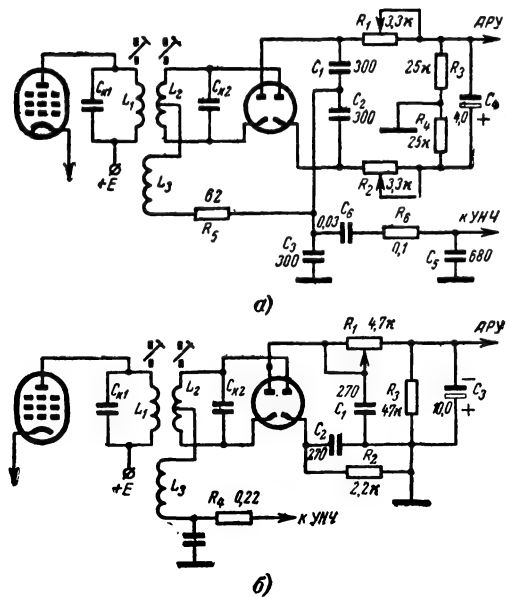 R₁ 3,3к АРУ
Cк1 L₁ L₂ Cк2
C₁ 300
25к R₃
C₂ 300
C₄ 4,0 +
R₄ 25к
+E
L₃
R₂ 3,3к
82 R₅
0,03 C₆ R₆ 0,1 к УНЧ
C₃ 300
C₅ 680
а)
R₁ 4,7к АРУ
Cк1 L₁ L₂ Cк2
270 C₁
R₃ 47к
− C₃ 10,0 +
C₂ 270
R₂ 2,2к
+E
L₃
R₄ 0,22 к УНЧ
б)